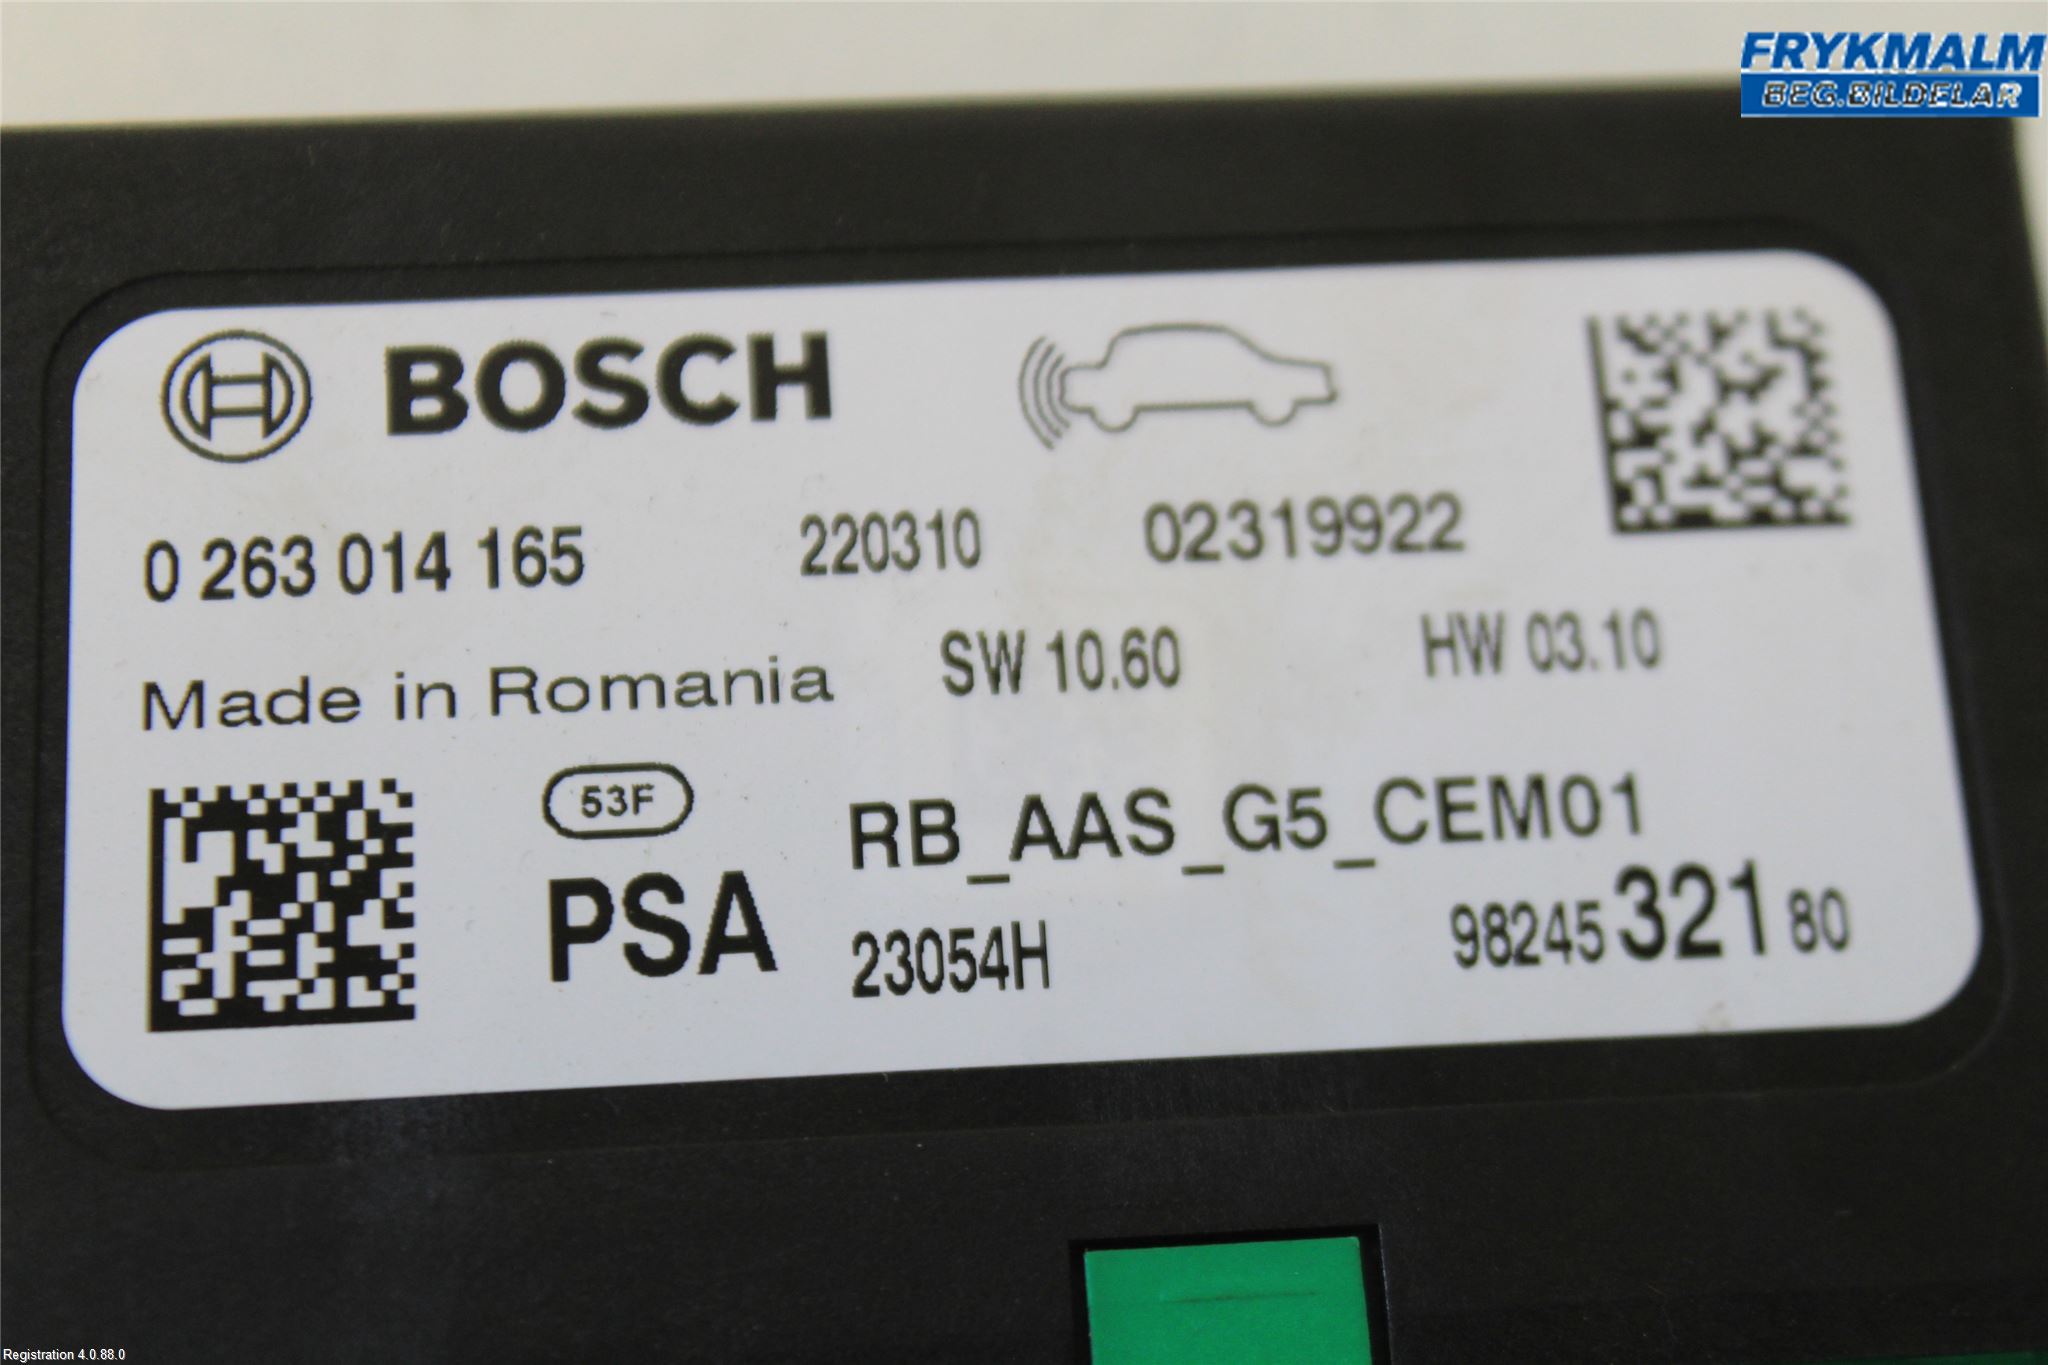 FRYKMALM
BEG.BILDELAR
BOSCH
0 263 014 165 220310 02319922
Made in Romania SW 10.60 HW 03.10
53F
RB_AAS_G5_CEM01
PSA 23054H 98245 321 80
Registration 4.0.88.0